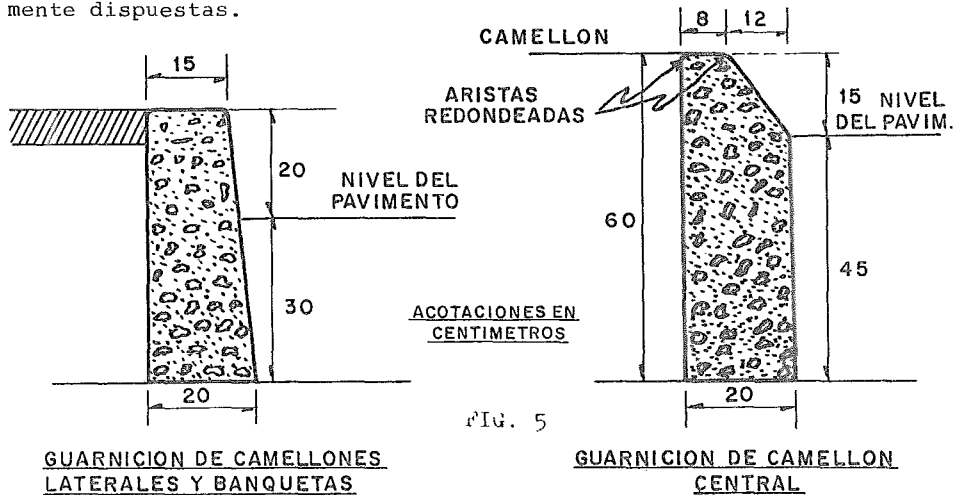 mente dispuestas.
15
20
NIVEL DEL
PAVIMENTO
30
20
ACOTACIONES EN
CENTIMETROS
GUARNICION DE CAMELLONES
LATERALES Y BANQUETAS
8
12
CAMELLON
ARISTAS
REDONDEADAS
15 NIVEL
DEL PAVIM.
60
45
20
FIG. 5
GUARNICION DE CAMELLON
CENTRAL